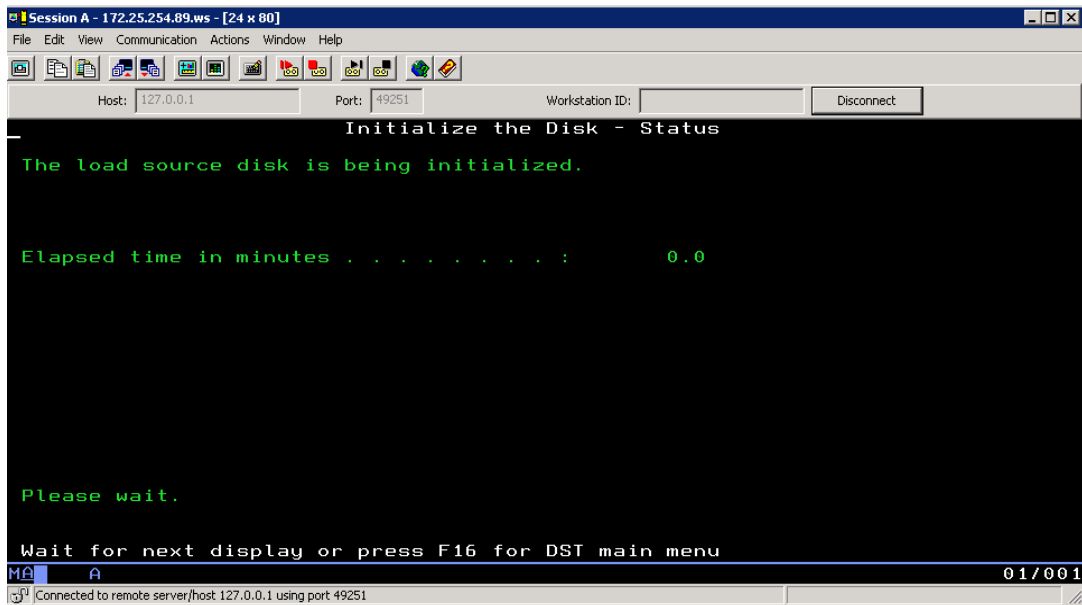 Session A - 172.25.254.89.ws - [24 x 80]
File Edit View Communication Actions Window Help
Host: 127.0.0.1 Port: 49251 Workstation ID: Disconnect
Initialize the Disk - Status
The load source disk is being initialized.
Elapsed time in minutes . . . . . . . . : 0.0
Please wait.
Wait for next display or press F16 for DST main menu
MA A 01/001
Connected to remote server/host 127.0.0.1 using port 49251